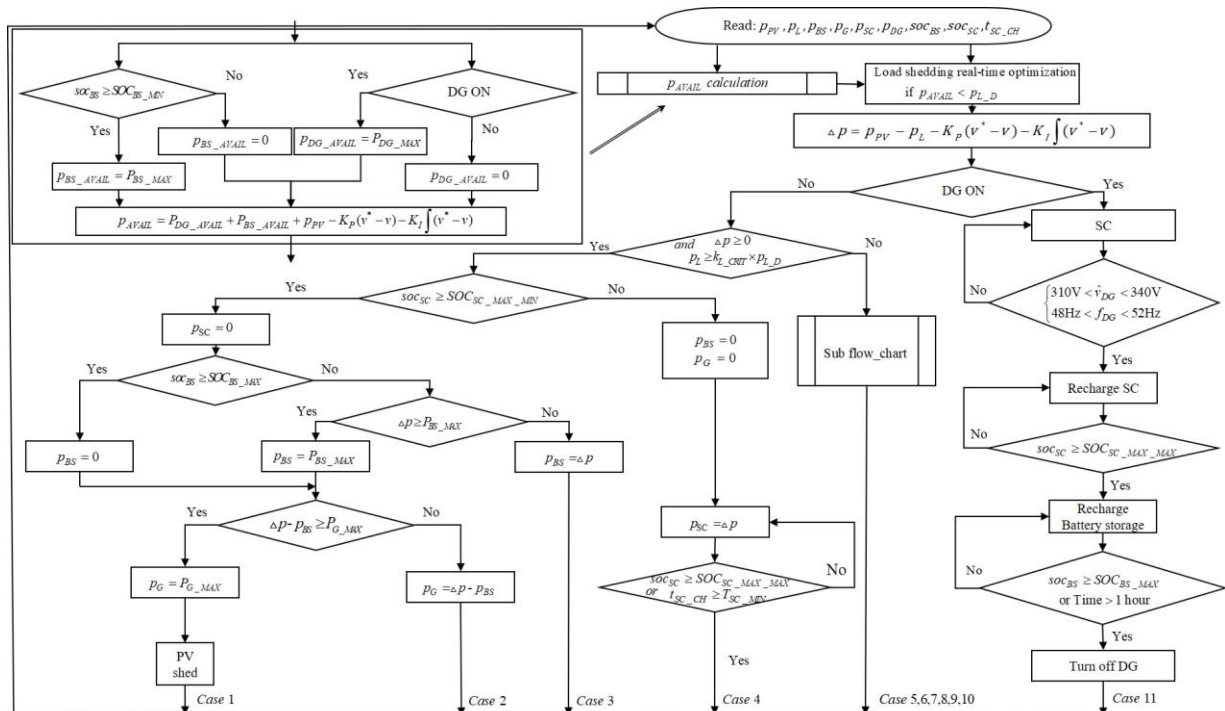 Read: p_PV, p_L, p_BS, p_G, p_SC, p_DG, soc_BS, soc_SC, t_SC_CH
p_AVAIL calculation
Load shedding real-time optimization
if p_AVAIL < p_L_D
△p = p_PV − p_L − K_P(v* − v) − K_I∫(v* − v)
soc_BS ≥ SOC_BS_MIN
No
Yes
DG ON
Yes
No
p_BS_AVAIL = 0
p_DG_AVAIL = P_DG_MAX
p_BS_AVAIL = P_BS_MAX
p_DG_AVAIL = 0
p_AVAIL = P_DG_AVAIL + P_BS_AVAIL + p_PV − K_P(v* − v) − K_I∫(v* − v)
No
DG ON
Yes
SC
Yes
and △p ≥ 0
p_L ≥ k_L_CRIT × p_L_D
No
No
310V < v̂_DG < 340V
48Hz < f_DG < 52Hz
Yes
Yes
soc_SC ≥ SOC_SC_MAX_MIN
No
p_SC = 0
p_BS = 0
p_G = 0
Sub flow_chart
Yes
soc_BS ≥ SOC_BS_MAX
No
Recharge SC
Yes
△p ≥ P_BS_MAX
No
No
soc_SC ≥ SOC_SC_MAX_MAX
Yes
p_BS = 0
p_BS = P_BS_MAX
p_BS = △p
Yes
△p - p_BS ≥ P_G_MAX
No
p_SC = △p
Recharge
Battery storage
p_G = P_G_MAX
p_G = △p - p_BS
soc_SC ≥ SOC_SC_MAX_MAX
or t_SC_CH ≥ T_SC_MIN
No
No
soc_BS ≥ SOC_BS_MAX
or Time > 1 hour
Yes
PV
shed
Yes
Turn off DG
Case 1
Case 2
Case 3
Case 4
Case 5,6,7,8,9,10
Case 11